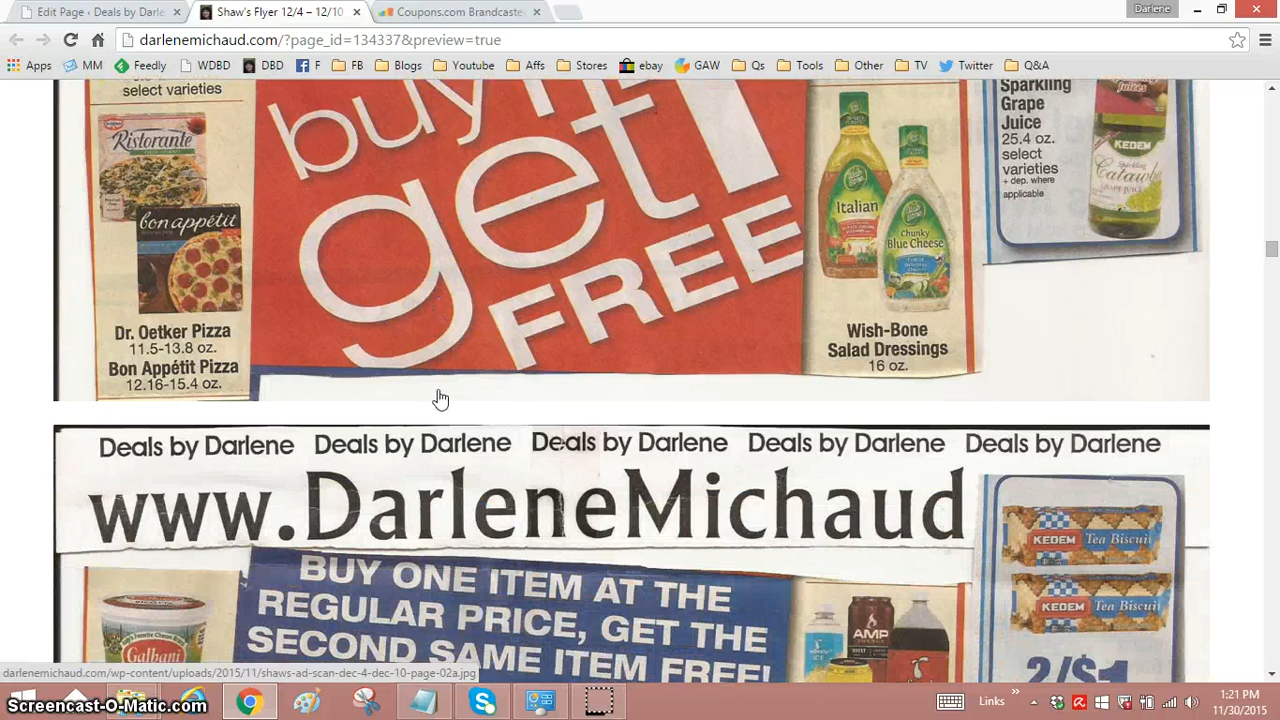 Edit Page ‹ Deals by Darle
Shaw's Flyer 12/4 – 12/10
Coupons.com Brandcaste
Darlene
darlenemichaud.com/?page_id=134337&preview=true
Apps MM Feedly WDBD DBD F FB Blogs Youtube Affs Stores ebay GAW Qs Tools Other TV Twitter Q&A
select varieties
Ristorante
bon appétit
Dr. Oetker Pizza
11.5-13.8 oz.
Bon Appétit Pizza
12.16-15.4 oz.
buy
get
FREE
Italian
Chunky
Blue Cheese
Wish-Bone
Salad Dressings
16 oz.
Sparkling
Grape
Juice
25.4 oz.
select
varieties
+ dep. where
applicable
KEDEM
Catawba
Deals by Darlene Deals by Darlene Deals by Darlene Deals by Darlene Deals by Darlene
www.DarleneMichaud
Galbani
BUY ONE ITEM AT THE
REGULAR PRICE, GET THE
SECOND SAME ITEM FREE!
AMP
KEDEM Tea Biscuit
KEDEM Tea Biscuit
2/$1
darlenemichaud.com/wp-content/uploads/2015/11/shaws-ad-scan-dec-4-dec-10-page-02a.jpg
Screencast-O-Matic.com
Links
1:21 PM
11/30/2015